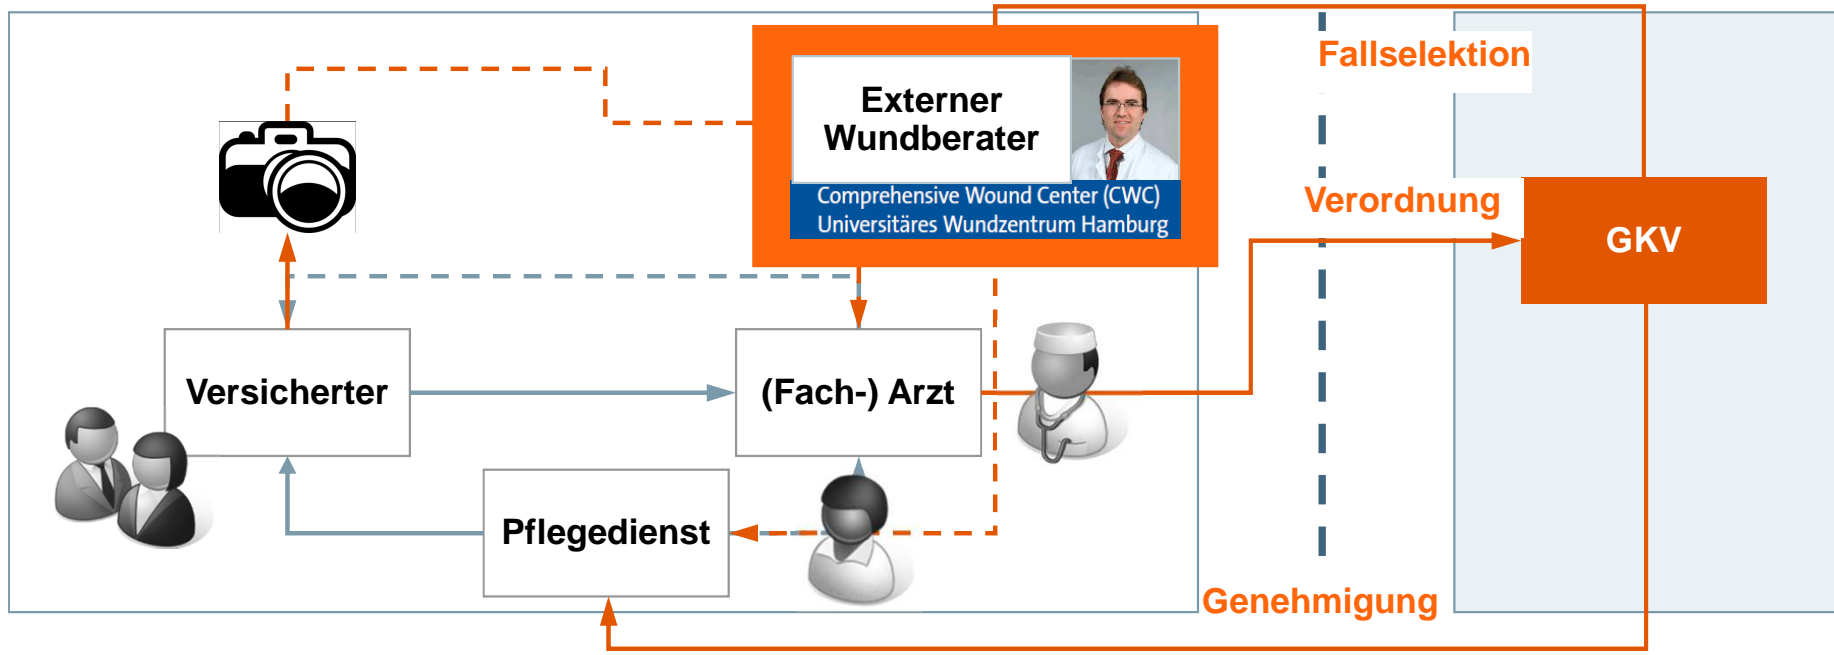 Fallselektion
Externer
Wundberater
Comprehensive Wound Center (CWC)
Universitäres Wundzentrum Hamburg
Verordnung
GKV
Versicherter
(Fach-) Arzt
Pflegedienst
Genehmigung